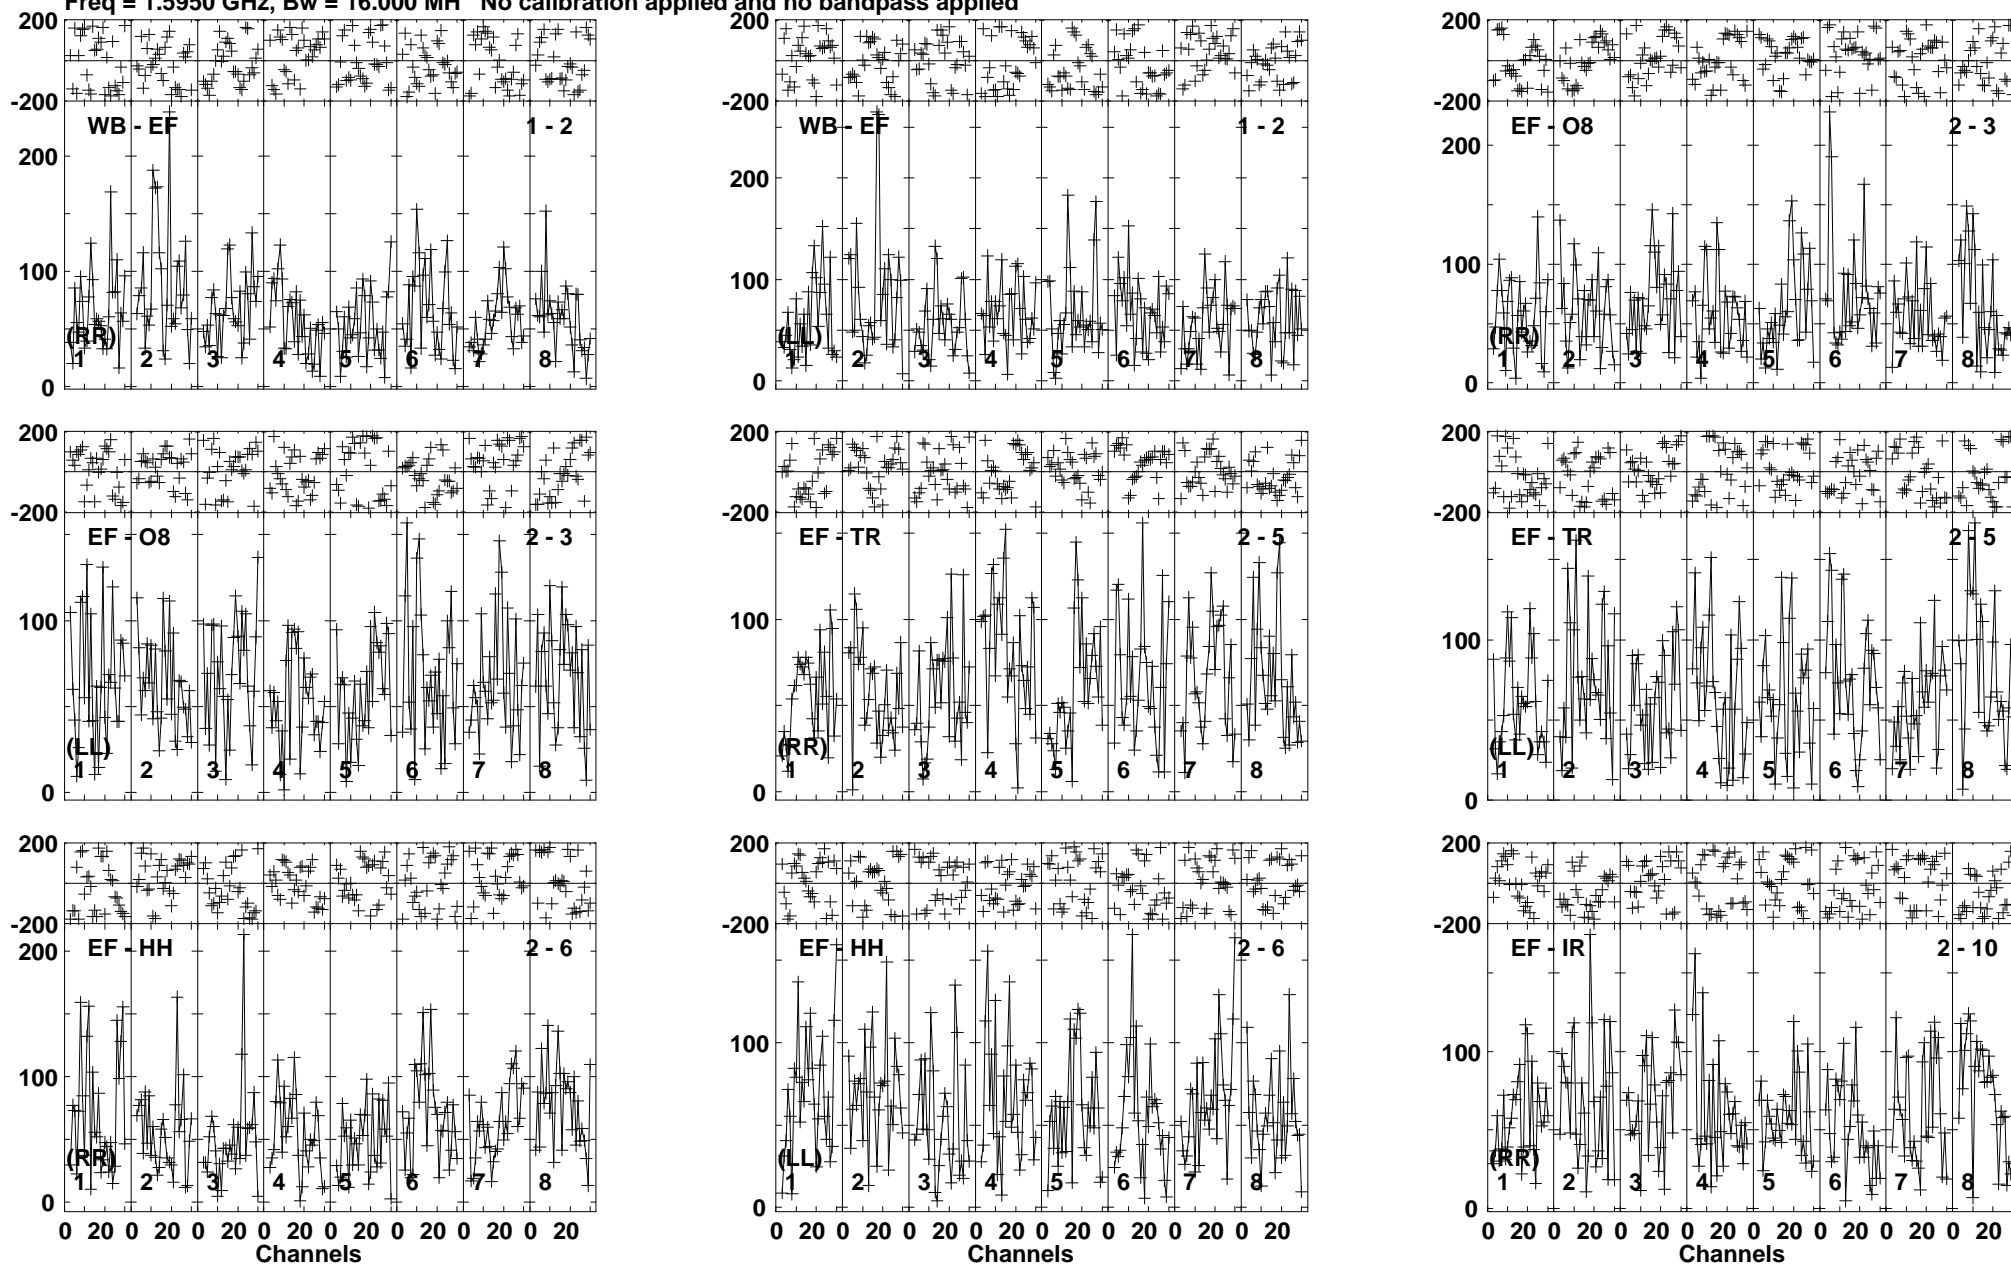 Freq = 1.5950 GHz, Bw = 16.000 MH No calibration applied and no bandpass applied
200
-200
WB - EF 1 - 2
200
100
0
(RR)
1 2 3 4 5 6 7 8
WB - EF 1 - 2
200
100
0
(LL)
1 2 3 4 5 6 7 8
200
-200
EF - O8 2 - 3
200
100
0
(RR)
1 2 3 4 5 6 7 8
200
-200
EF - O8 2 - 3
100
0
(LL)
1 2 3 4 5 6 7 8
200
-200
EF - TR 2 - 5
100
0
(RR)
1 2 3 4 5 6 7 8
200
-200
EF - TR 2 - 5
100
0
(LL)
1 2 3 4 5 6 7 8
200
-200
EF - HH 2 - 6
200
100
0
(RR)
1 2 3 4 5 6 7 8
0 20 0 20 0 20 0 20 0 20 0 20 0 20 0 20
Channels
200
-200
EF - HH 2 - 6
100
0
(LL)
1 2 3 4 5 6 7 8
0 20 0 20 0 20 0 20 0 20 0 20 0 20 0 20
Channels
200
-200
EF - IR 2 - 10
100
0
(RR)
1 2 3 4 5 6 7 8
0 20 0 20 0 20 0 20 0 20 0 20 0 20 0 20
Channels